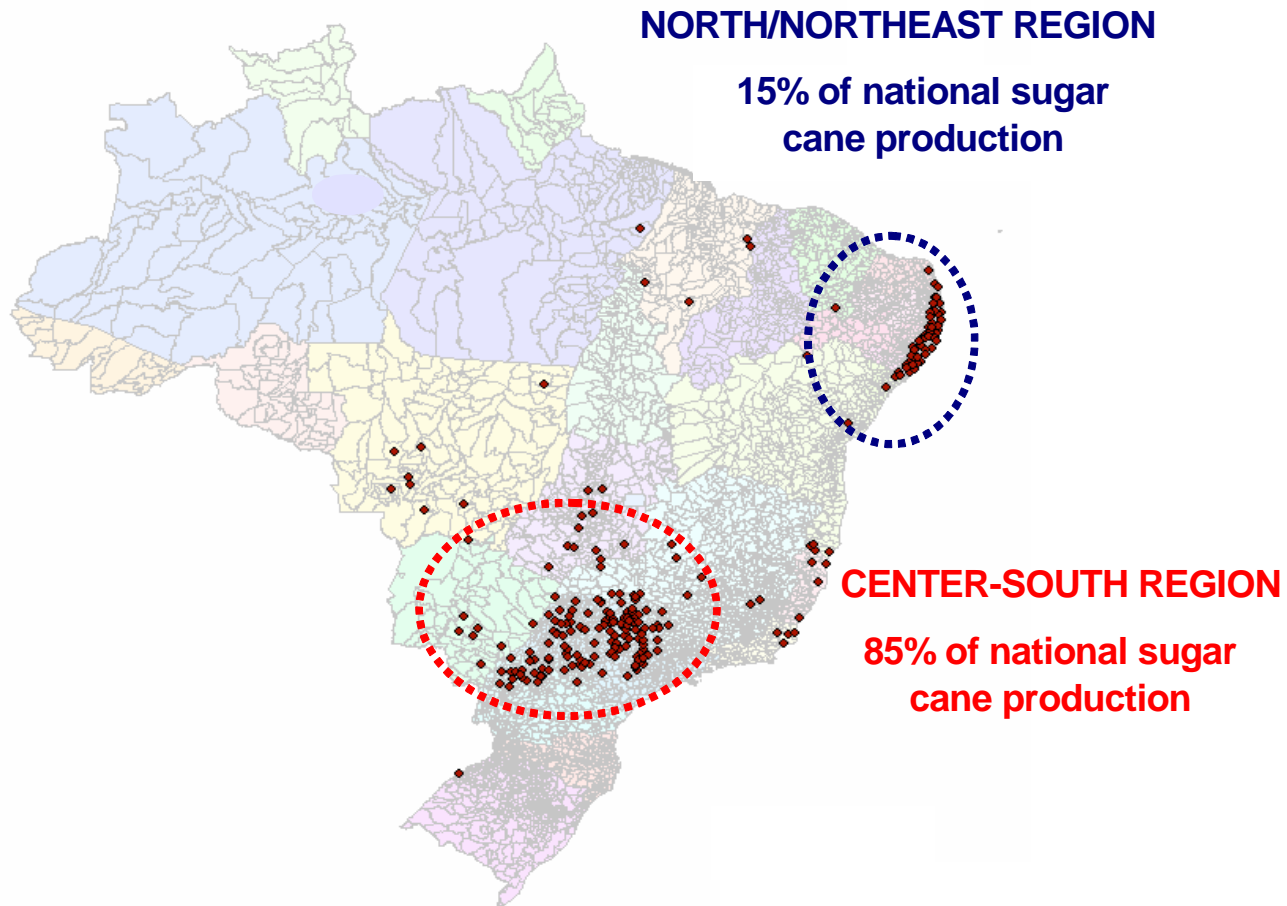 NORTH/NORTHEAST REGION
15% of national sugar
cane production
CENTER-SOUTH REGION
85% of national sugar
cane production